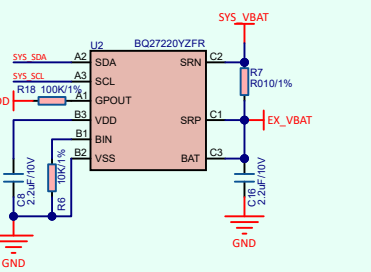 SYS_VBAT
U2
BQ27220YZFR
SYS_SDA
A2
SDA
SRN
C2
SYS_SCL
A3
SCL
R7
R010/1%
R18
100K/1%
A1
GPOUT
B3
VDD
SRP
C1
EX_VBAT
B1
BIN
B2
VSS
BAT
C3
C8
2.2uF/10V
R6
10K/1%
C16
2.2uF/10V
GND
GND